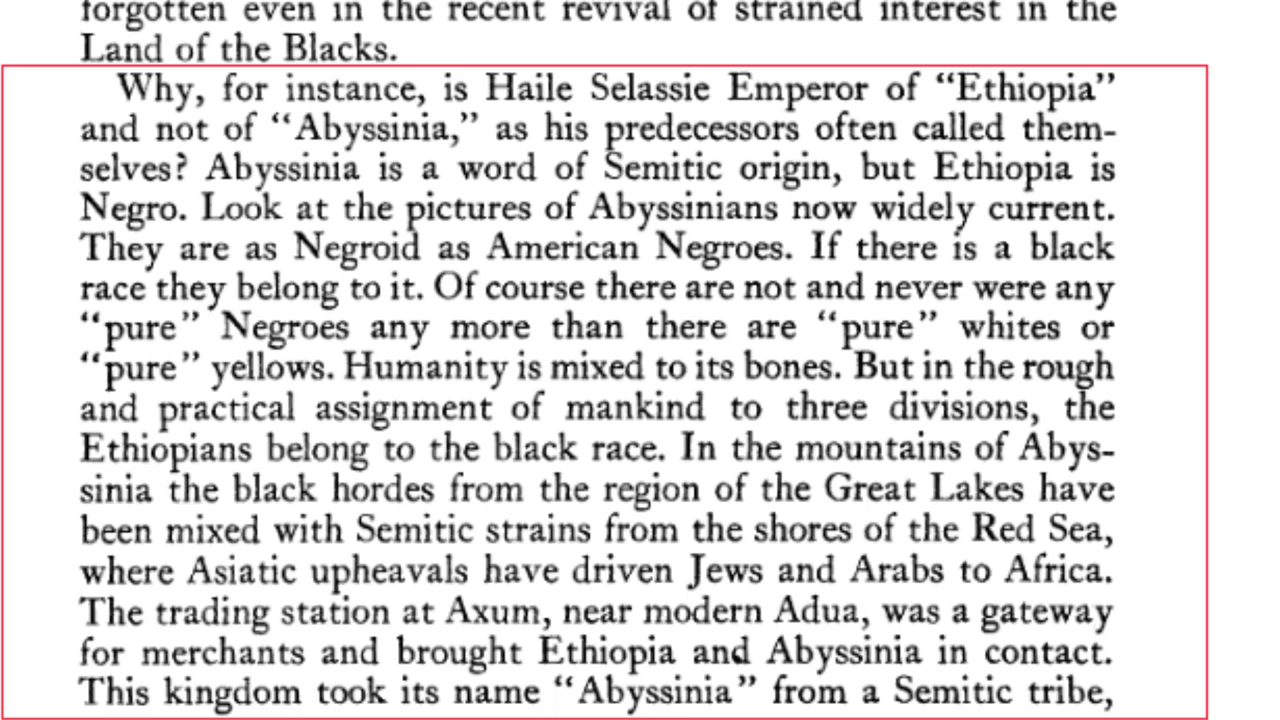 forgotten even in the recent revival of strained interest in the
Land of the Blacks.
Why, for instance, is Haile Selassie Emperor of “Ethiopia”
and not of “Abyssinia,” as his predecessors often called them-
selves? Abyssinia is a word of Semitic origin, but Ethiopia is
Negro. Look at the pictures of Abyssinians now widely current.
They are as Negroid as American Negroes. If there is a black
race they belong to it. Of course there are not and never were any
“pure” Negroes any more than there are “pure” whites or
“pure” yellows. Humanity is mixed to its bones. But in the rough
and practical assignment of mankind to three divisions, the
Ethiopians belong to the black race. In the mountains of Abys-
sinia the black hordes from the region of the Great Lakes have
been mixed with Semitic strains from the shores of the Red Sea,
where Asiatic upheavals have driven Jews and Arabs to Africa.
The trading station at Axum, near modern Adua, was a gateway
for merchants and brought Ethiopia and Abyssinia in contact.
This kingdom took its name “Abyssinia” from a Semitic tribe,